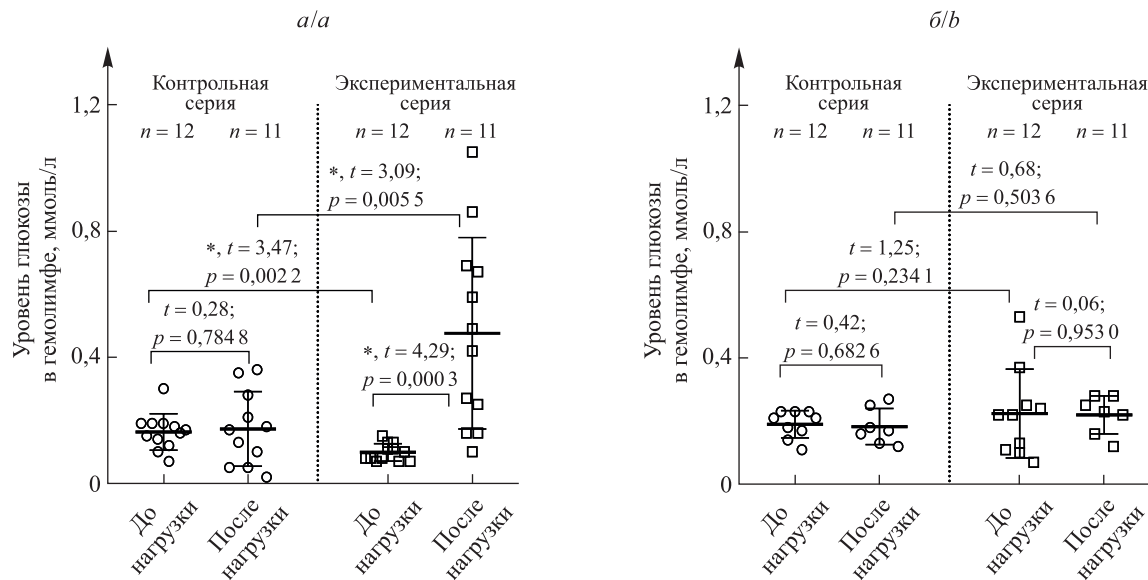 а/a
Уровень глюкозы
в гемолимфе, ммоль/л
1,2
0,8
0,4
0
Контрольная
серия
n = 12
n = 11
Экспериментальная
серия
n = 12
n = 11
*, t = 3,09;
p = 0,005 5
*, t = 3,47;
p = 0,002 2
t = 0,28;
p = 0,784 8
*, t = 4,29;
p = 0,000 3
До
нагрузки
После
нагрузки
До
нагрузки
После
нагрузки
б/b
Уровень глюкозы
в гемолимфе, ммоль/л
1,2
0,8
0,4
0
Контрольная
серия
n = 12
n = 11
Экспериментальная
серия
n = 12
n = 11
t = 0,68;
p = 0,503 6
t = 1,25;
p = 0,234 1
t = 0,42;
p = 0,682 6
t = 0,06;
p = 0,953 0
До
нагрузки
После
нагрузки
До
нагрузки
После
нагрузки